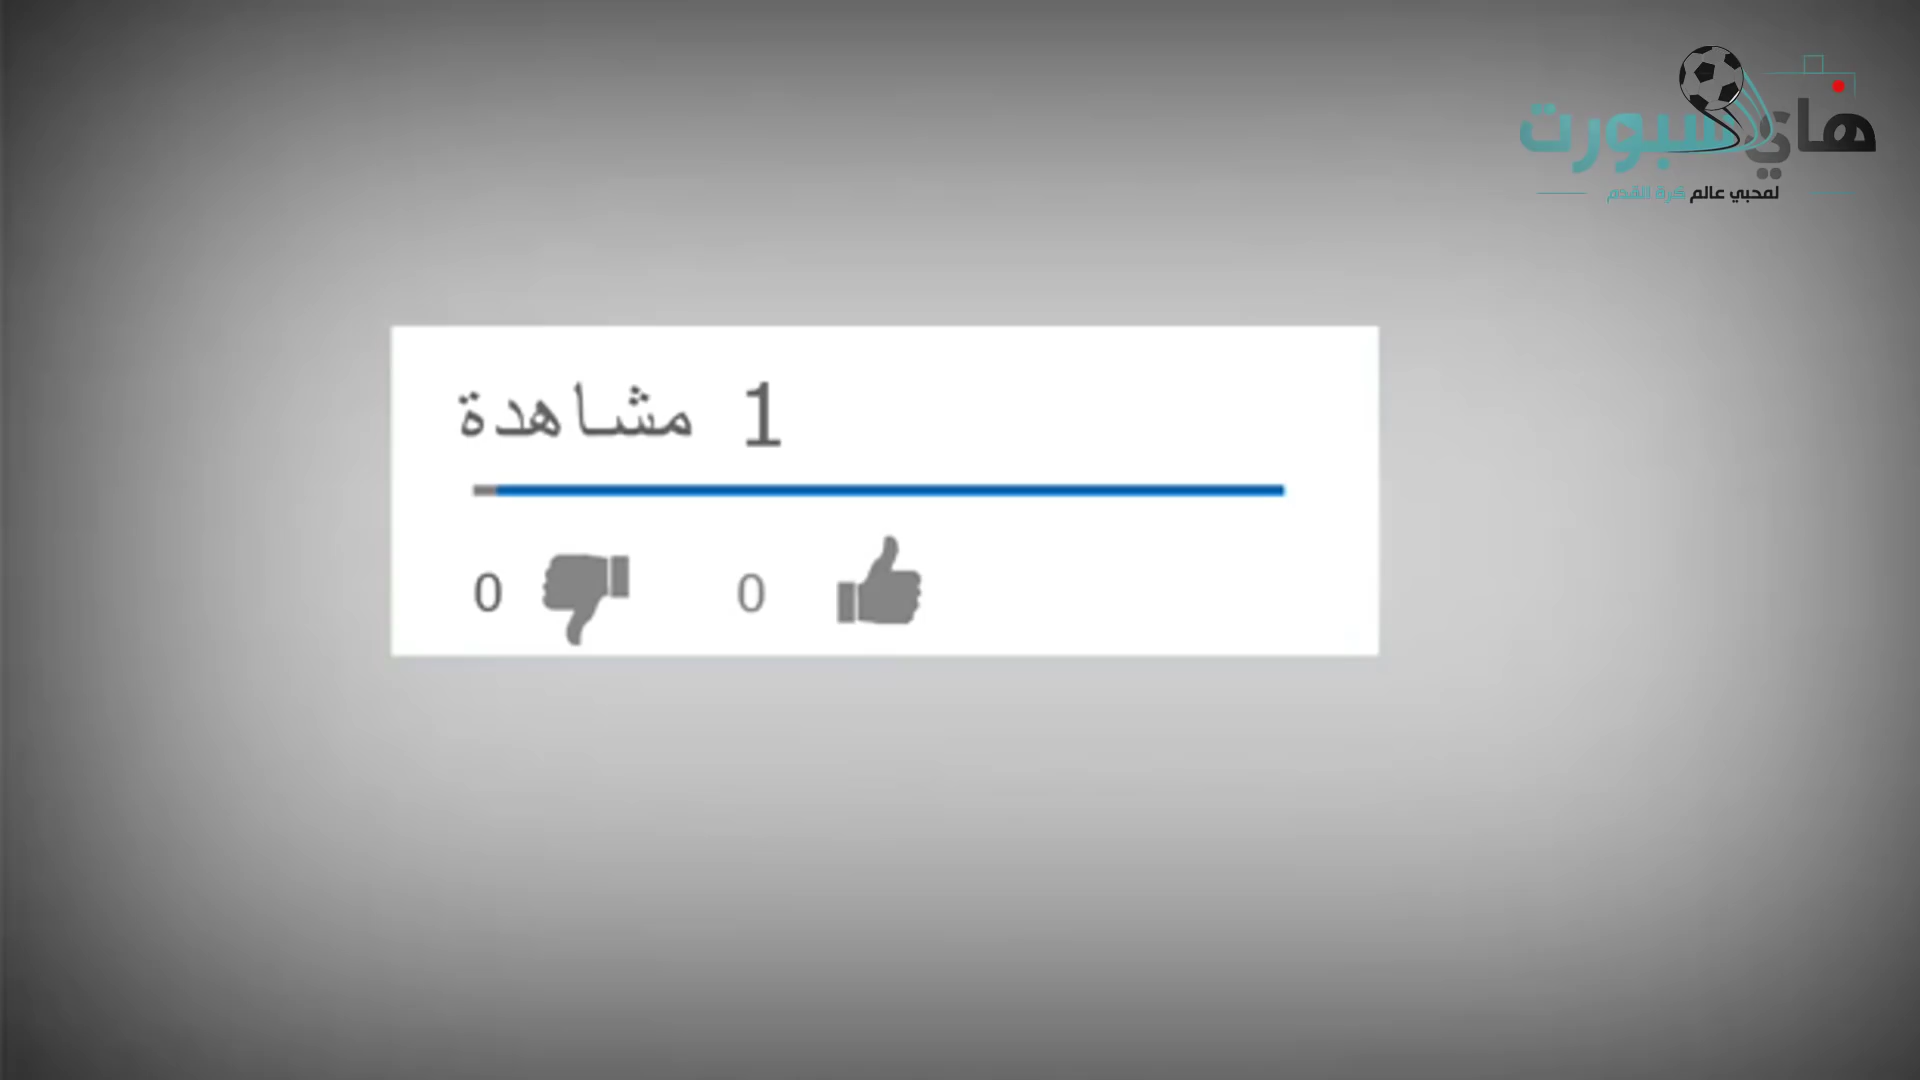 هاي سبورت
لمحبي عالم كرة القدم
1 مشاهدة
0 0